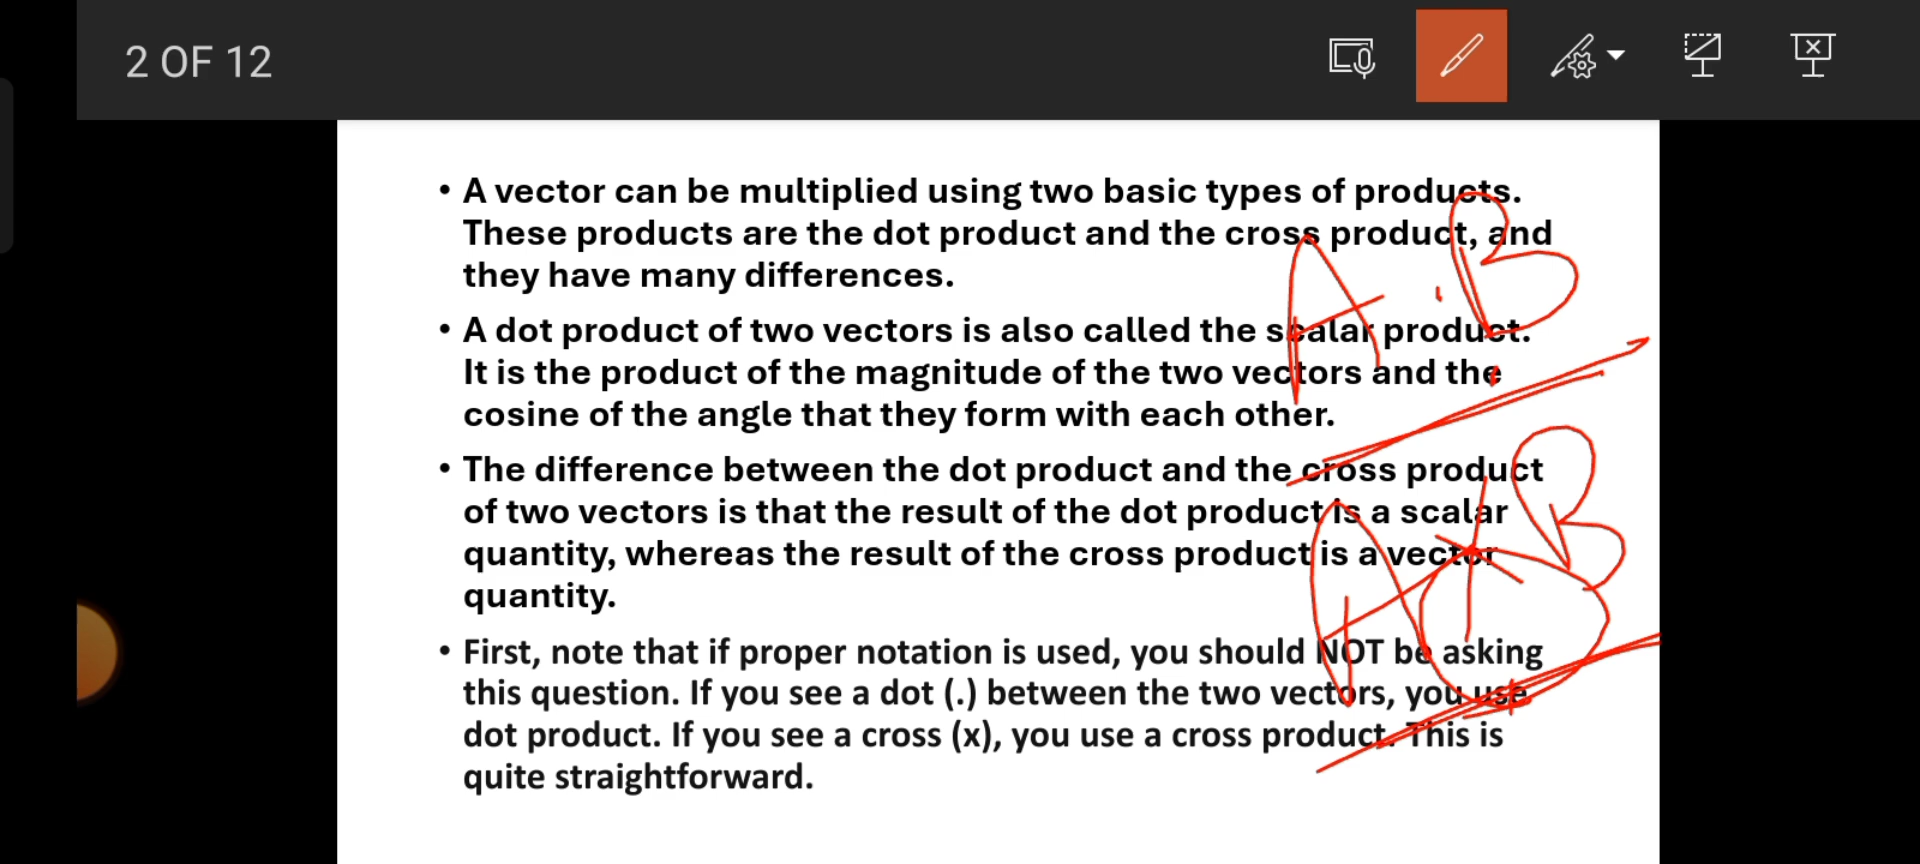 2 OF 12
• A vector can be multiplied using two basic types of products.
These products are the dot product and the cross product, and
they have many differences.
• A dot product of two vectors is also called the scalar product.
It is the product of the magnitude of the two vectors and the
cosine of the angle that they form with each other.
• The difference between the dot product and the cross product
of two vectors is that the result of the dot product is a scalar
quantity, whereas the result of the cross product is a vector
quantity.
• First, note that if proper notation is used, you should NOT be asking
this question. If you see a dot (.) between the two vectors, you use
dot product. If you see a cross (x), you use a cross product. This is
quite straightforward.
A . B
A x B